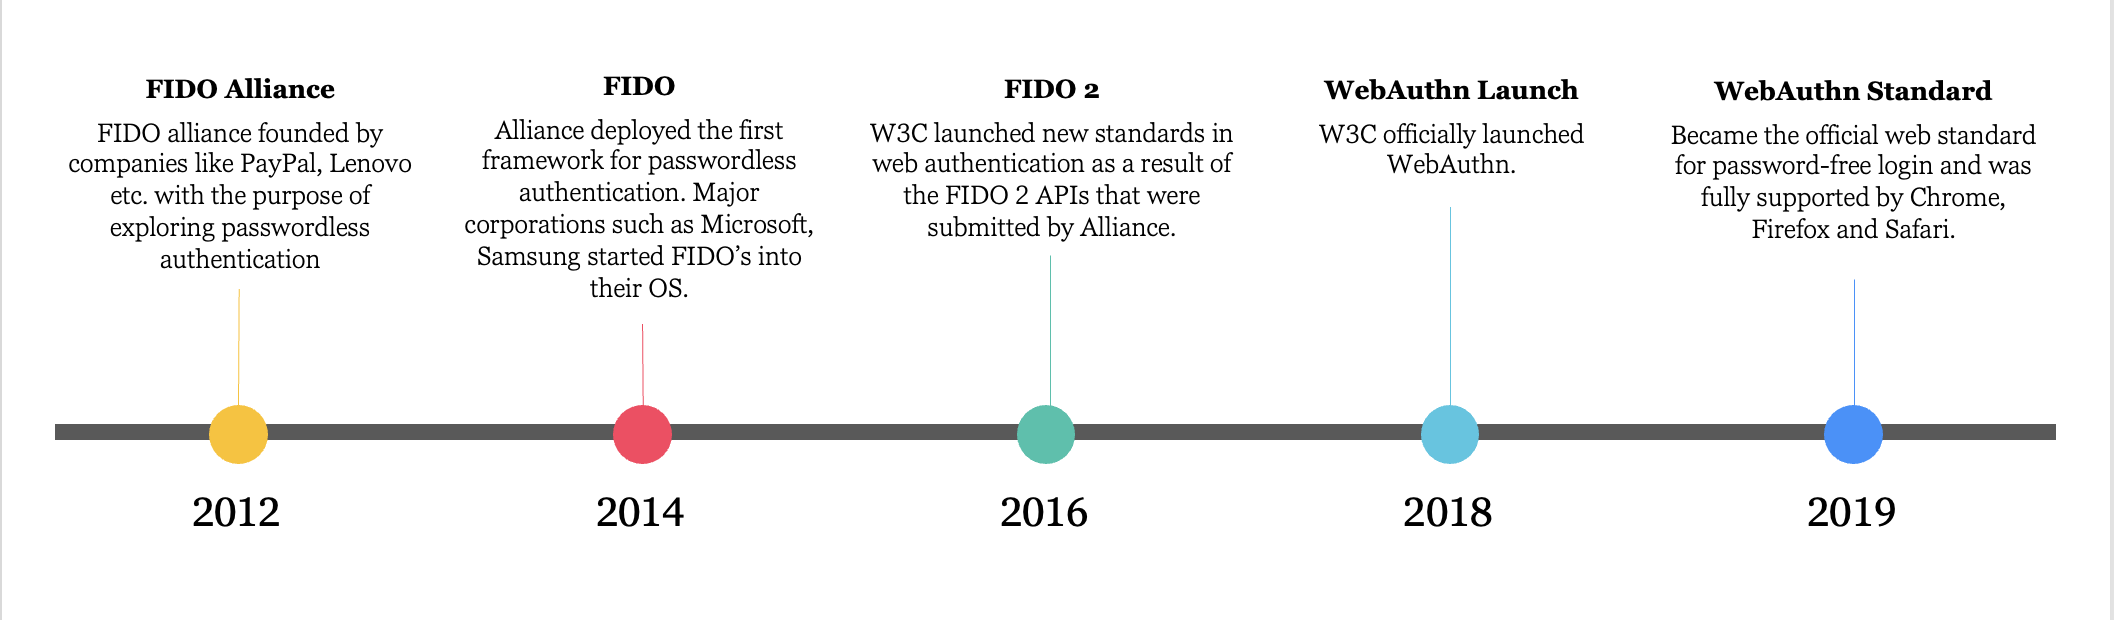 FIDO Alliance
FIDO alliance founded by
companies like PayPal, Lenovo
etc. with the purpose of
exploring passwordless
authentication
2012
FIDO
Alliance deployed the first
framework for passwordless
authentication. Major
corporations such as Microsoft,
Samsung started FIDO’s into
their OS.
2014
FIDO 2
W3C launched new standards in
web authentication as a result of
the FIDO 2 APIs that were
submitted by Alliance.
2016
WebAuthn Launch
W3C officially launched
WebAuthn.
2018
WebAuthn Standard
Became the official web standard
for password-free login and was
fully supported by Chrome,
Firefox and Safari.
2019